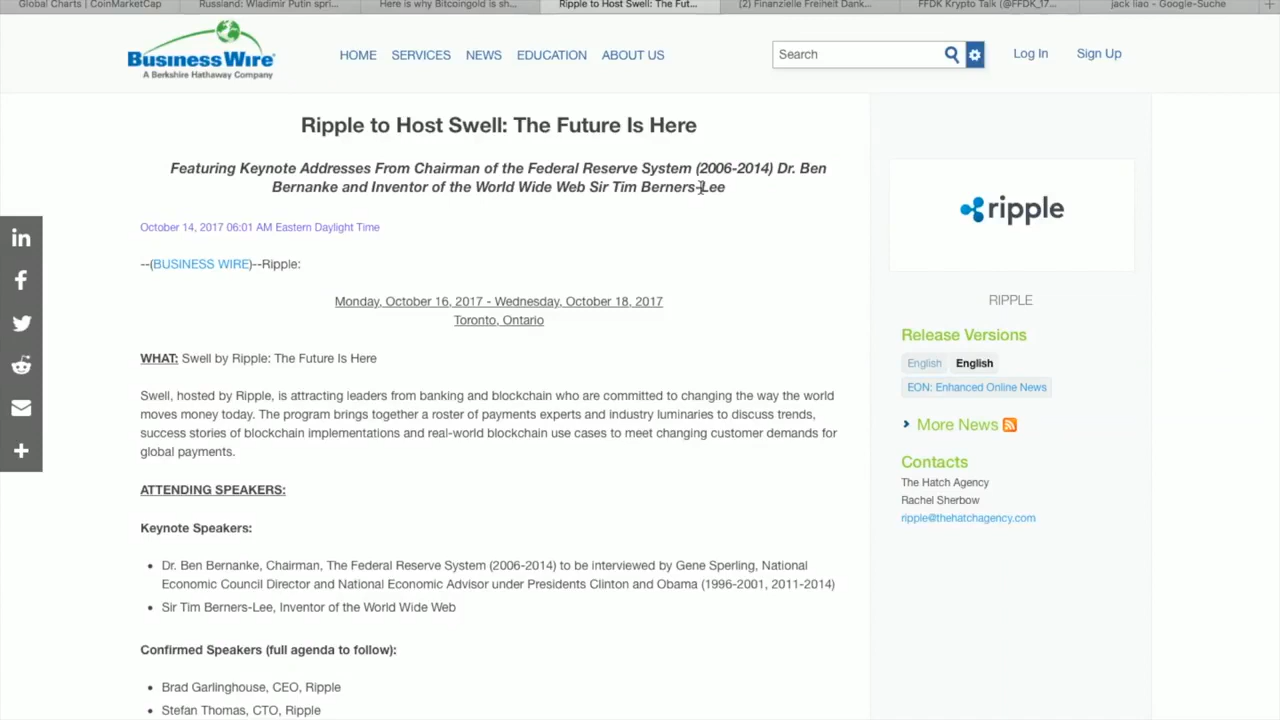 Global Charts | CoinMarketCap
Russland: Wladimir Putin spri...
Here is why Bitcoingold is sh...
Ripple to Host Swell: The Fut...
(2) Finanzielle Freiheit Dank...
FFDK Krypto Talk (@FFDK_17...
jack liao - Google-Suche
Business Wire
A Berkshire Hathaway Company
HOME SERVICES NEWS EDUCATION ABOUT US
Search
Log In
Sign Up
Ripple to Host Swell: The Future Is Here
Featuring Keynote Addresses From Chairman of the Federal Reserve System (2006-2014) Dr. Ben
Bernanke and Inventor of the World Wide Web Sir Tim Berners-Lee
October 14, 2017 06:01 AM Eastern Daylight Time
--(BUSINESS WIRE)--Ripple:
Monday, October 16, 2017 - Wednesday, October 18, 2017
Toronto, Ontario
WHAT: Swell by Ripple: The Future Is Here
Swell, hosted by Ripple, is attracting leaders from banking and blockchain who are committed to changing the way the world
moves money today. The program brings together a roster of payments experts and industry luminaries to discuss trends,
success stories of blockchain implementations and real-world blockchain use cases to meet changing customer demands for
global payments.
ATTENDING SPEAKERS:
Keynote Speakers:
• Dr. Ben Bernanke, Chairman, The Federal Reserve System (2006-2014) to be interviewed by Gene Sperling, National
Economic Council Director and National Economic Advisor under Presidents Clinton and Obama (1996-2001, 2011-2014)
• Sir Tim Berners-Lee, Inventor of the World Wide Web
Confirmed Speakers (full agenda to follow):
• Brad Garlinghouse, CEO, Ripple
• Stefan Thomas, CTO, Ripple
ripple
RIPPLE
Release Versions
English English
EON: Enhanced Online News
More News
Contacts
The Hatch Agency
Rachel Sherbow
ripple@thehatchagency.com